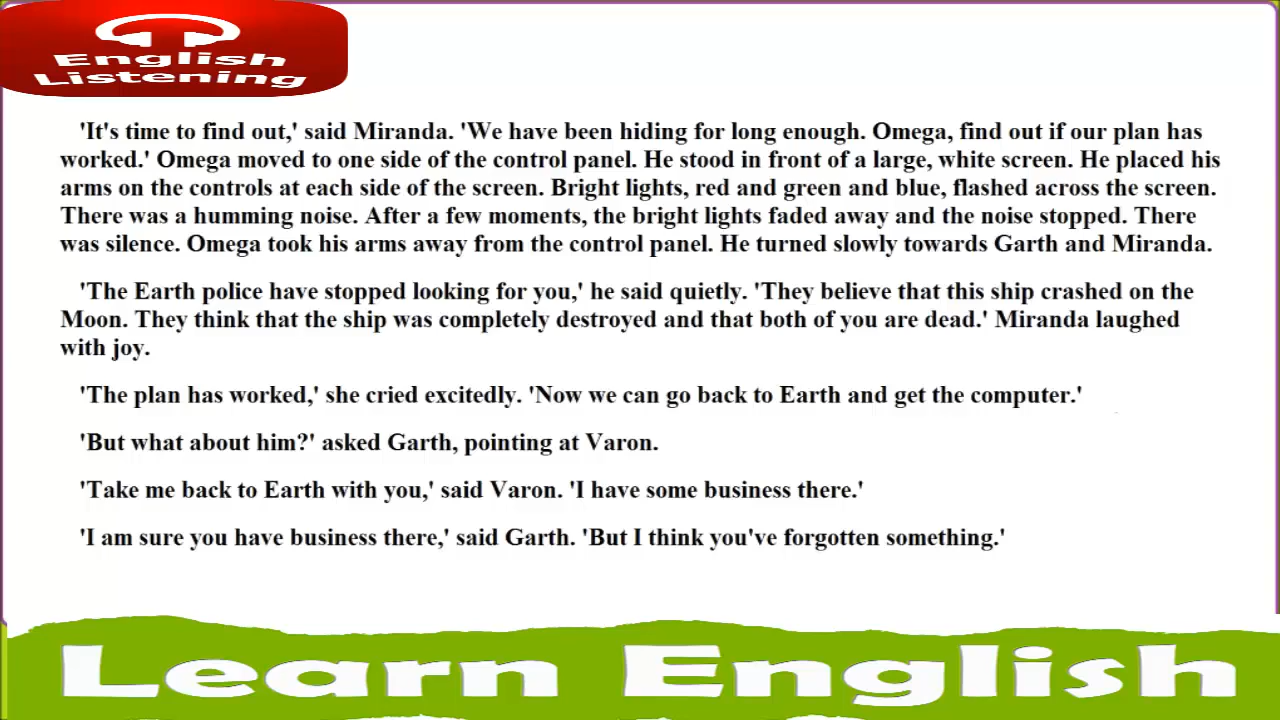 English
Listening
'It's time to find out,' said Miranda. 'We have been hiding for long enough. Omega, find out if our plan has
worked.' Omega moved to one side of the control panel. He stood in front of a large, white screen. He placed his
arms on the controls at each side of the screen. Bright lights, red and green and blue, flashed across the screen.
There was a humming noise. After a few moments, the bright lights faded away and the noise stopped. There
was silence. Omega took his arms away from the control panel. He turned slowly towards Garth and Miranda.
'The Earth police have stopped looking for you,' he said quietly. 'They believe that this ship crashed on the
Moon. They think that the ship was completely destroyed and that both of you are dead.' Miranda laughed
with joy.
'The plan has worked,' she cried excitedly. 'Now we can go back to Earth and get the computer.'
'But what about him?' asked Garth, pointing at Varon.
'Take me back to Earth with you,' said Varon. 'I have some business there.'
'I am sure you have business there,' said Garth. 'But I think you've forgotten something.'
Learn English